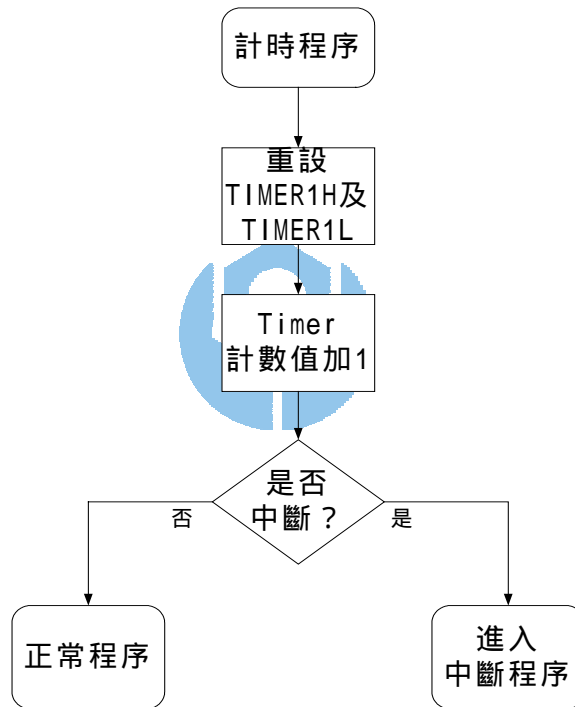 計時程序
重設
TIMER1H及
TIMER1L
Timer
計數值加1
是否
中斷？
否
是
正常程序
進入
中斷程序